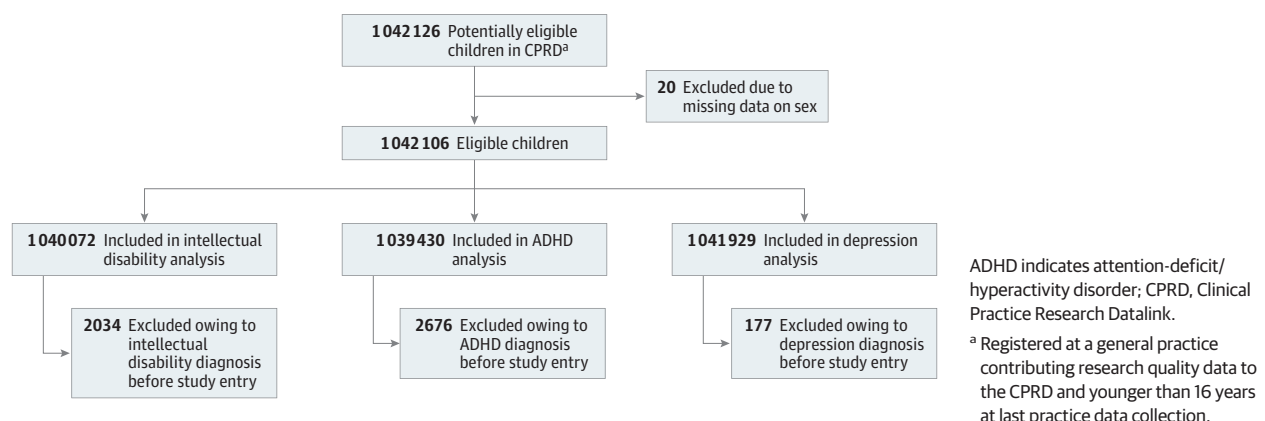 1042126 Potentially eligible
children in CPRDa
20 Excluded due to
missing data on sex
1042106 Eligible children
1040072 Included in intellectual
disability analysis
1039430 Included in ADHD
analysis
1041929 Included in depression
analysis
2034 Excluded owing to
intellectual
disability diagnosis
before study entry
2676 Excluded owing to
ADHD diagnosis
before study entry
177 Excluded owing to
depression diagnosis
before study entry
ADHD indicates attention-deficit/
hyperactivity disorder; CPRD, Clinical
Practice Research Datalink.
a Registered at a general practice
contributing research quality data to
the CPRD and younger than 16 years
at last practice data collection.